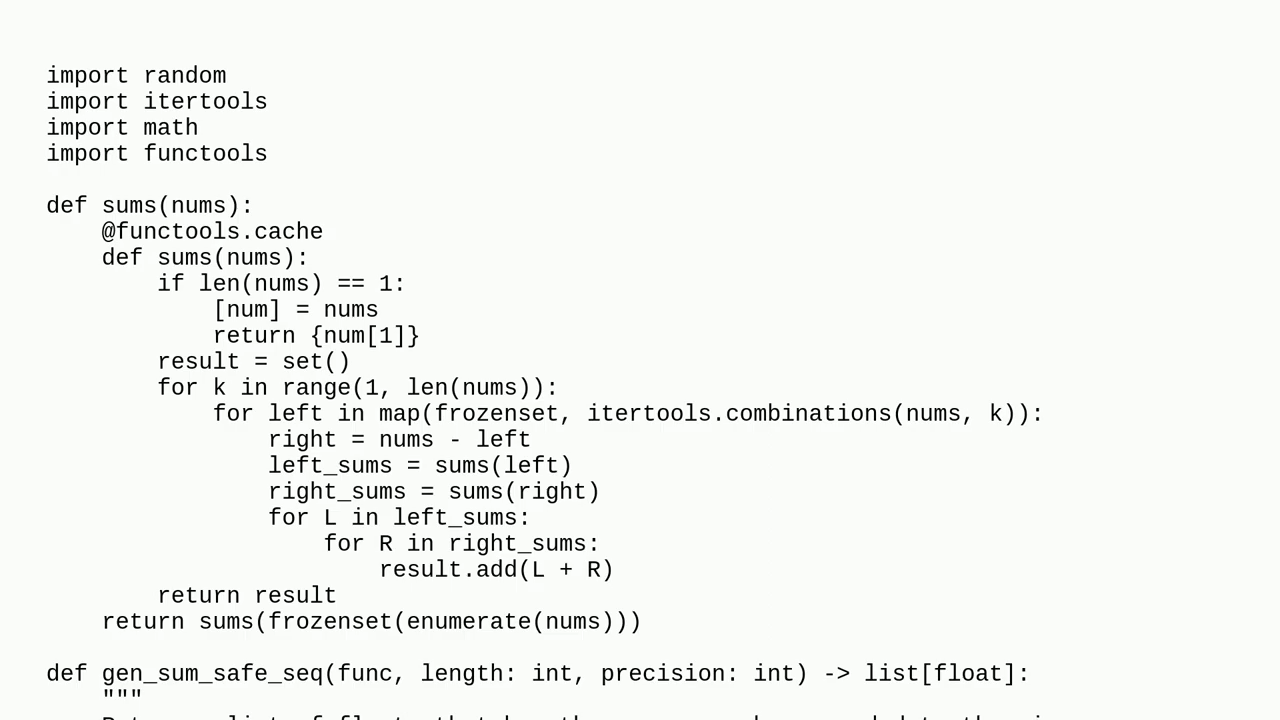 import random
import itertools
import math
import functools

def sums(nums):
    @functools.cache
    def sums(nums):
        if len(nums) == 1:
            [num] = nums
            return {num[1]}
        result = set()
        for k in range(1, len(nums)):
            for left in map(frozenset, itertools.combinations(nums, k)):
                right = nums - left
                left_sums = sums(left)
                right_sums = sums(right)
                for L in left_sums:
                    for R in right_sums:
                        result.add(L + R)
        return result
    return sums(frozenset(enumerate(nums)))

def gen_sum_safe_seq(func, length: int, precision: int) -> list[float]:
    """